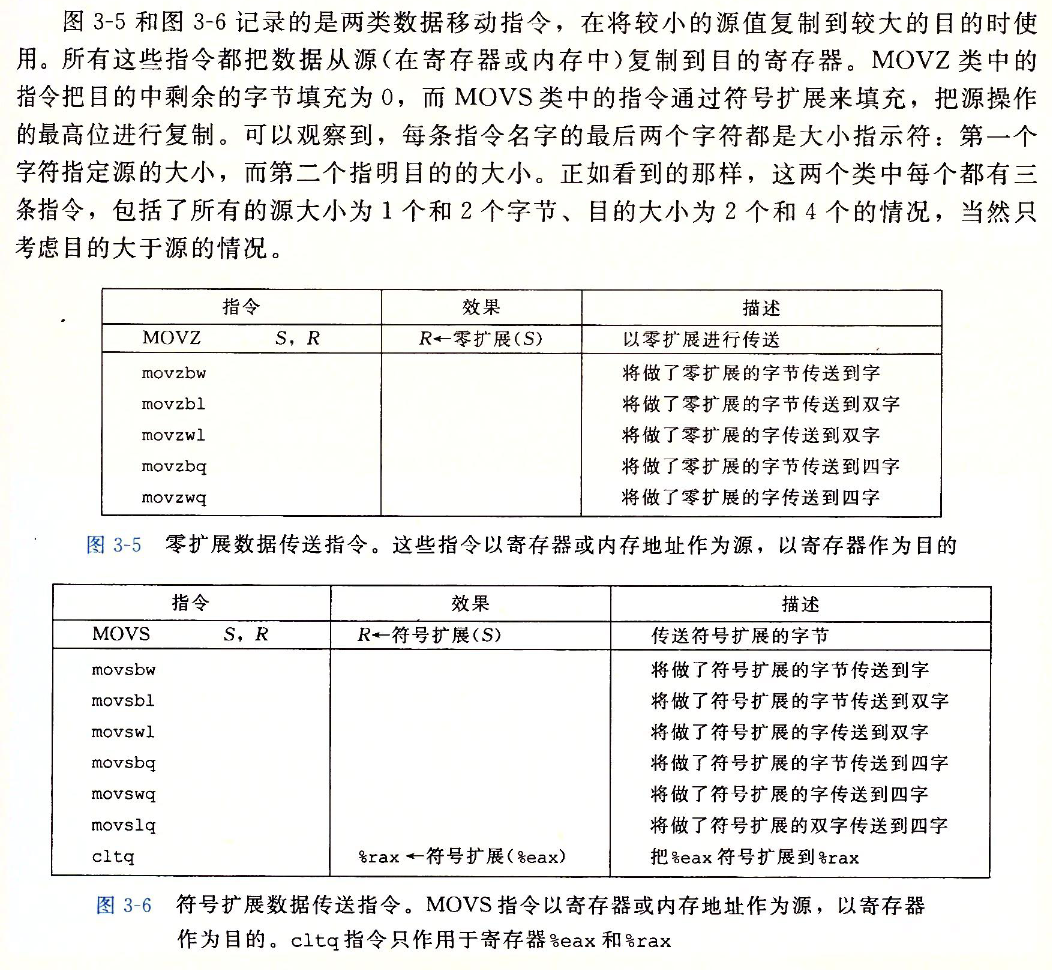 图 3-5 和图 3-6 记录的是两类数据移动指令，在将较小的源值复制到较大的目的时使
用。所有这些指令都把数据从源(在寄存器或内存中)复制到目的寄存器。MOVZ 类中的
指令把目的中剩余的字节填充为 0，而 MOVS 类中的指令通过符号扩展来填充，把源操作
的最高位进行复制。可以观察到，每条指令名字的最后两个字符都是大小指示符：第一个
字符指定源的大小，而第二个指明目的的大小。正如看到的那样，这两个类中每个都有三
条指令，包括了所有的源大小为 1 个和 2 个字节、目的大小为 2 个和 4 个的情况，当然只
考虑目的大于源的情况。
指令 效果 描述
MOVZ S，R R←零扩展(S) 以零扩展进行传送
movzbw 将做了零扩展的字节传送到字
movzbl 将做了零扩展的字节传送到双字
movzwl 将做了零扩展的字传送到双字
movzbq 将做了零扩展的字节传送到四字
movzwq 将做了零扩展的字传送到四字
图 3-5 零扩展数据传送指令。这些指令以寄存器或内存地址作为源，以寄存器作为目的
指令 效果 描述
MOVS S，R R←符号扩展(S) 传送符号扩展的字节
movsbw 将做了符号扩展的字节传送到字
movsbl 将做了符号扩展的字节传送到双字
movswl 将做了符号扩展的字传送到双字
movsbq 将做了符号扩展的字节传送到四字
movswq 将做了符号扩展的字传送到四字
movslq 将做了符号扩展的双字传送到四字
cltq %rax←符号扩展(%eax) 把%eax符号扩展到%rax
图 3-6 符号扩展数据传送指令。MOVS 指令以寄存器或内存地址作为源，以寄存器
作为目的。cltq指令只作用于寄存器%eax 和%rax